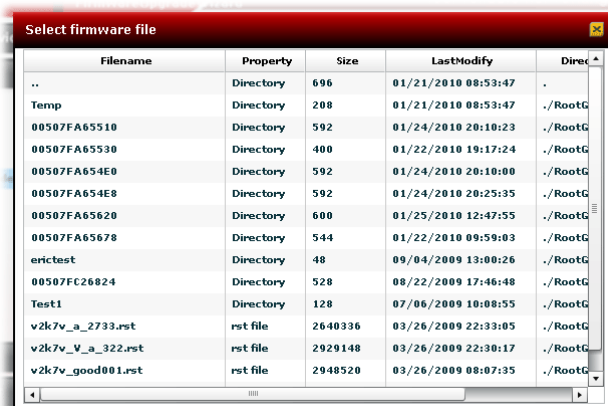 Select firmware file
Filename Property Size LastModify Direc
.. Directory 696 01/21/2010 08:53:47 .
Temp Directory 208 01/21/2010 08:53:47 ./RootG
00507FA65510 Directory 592 01/24/2010 20:10:23 ./RootG
00507FA65530 Directory 400 01/22/2010 19:17:24 ./RootG
00507FA654E0 Directory 592 01/24/2010 20:10:00 ./RootG
00507FA654E8 Directory 592 01/24/2010 20:25:35 ./RootG
00507FA65620 Directory 600 01/25/2010 12:47:55 ./RootG
00507FA65678 Directory 544 01/22/2010 09:59:03 ./RootG
erictest Directory 48 09/04/2009 13:00:26 ./RootG
00507FC26824 Directory 528 08/22/2009 17:46:48 ./RootG
Test1 Directory 128 07/06/2009 10:08:55 ./RootG
v2k7v_a_2733.rst rst file 2640336 03/26/2009 22:33:05 ./RootG
v2k7v_V_a_322.rst rst file 2929148 03/26/2009 22:30:17 ./RootG
v2k7v_good001.rst rst file 2948520 03/26/2009 08:07:35 ./RootG